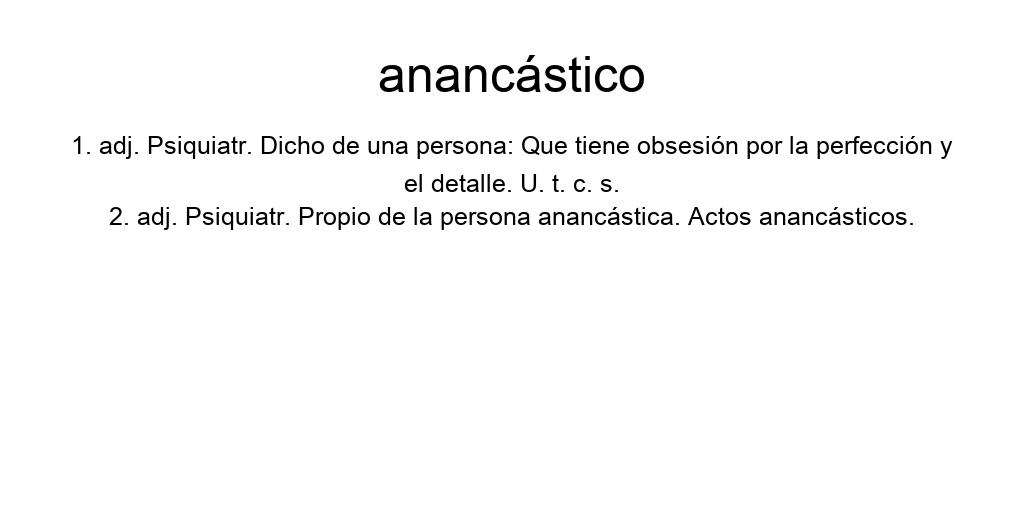 anancástico
1. adj. Psiquiatr. Dicho de una persona: Que tiene obsesión por la perfección y
el detalle. U. t. c. s.
2. adj. Psiquiatr. Propio de la persona anancástica. Actos anancásticos.